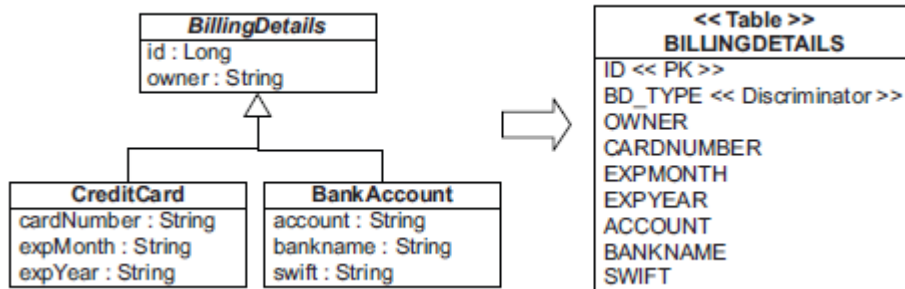 BillingDetails
id : Long
owner : String
CreditCard
cardNumber : String
expMonth : String
expYear : String
BankAccount
account : String
bankname : String
swift : String
<< Table >>
BILLINGDETAILS
ID << PK >>
BD_TYPE << Discriminator >>
OWNER
CARDNUMBER
EXPMONTH
EXPYEAR
ACCOUNT
BANKNAME
SWIFT